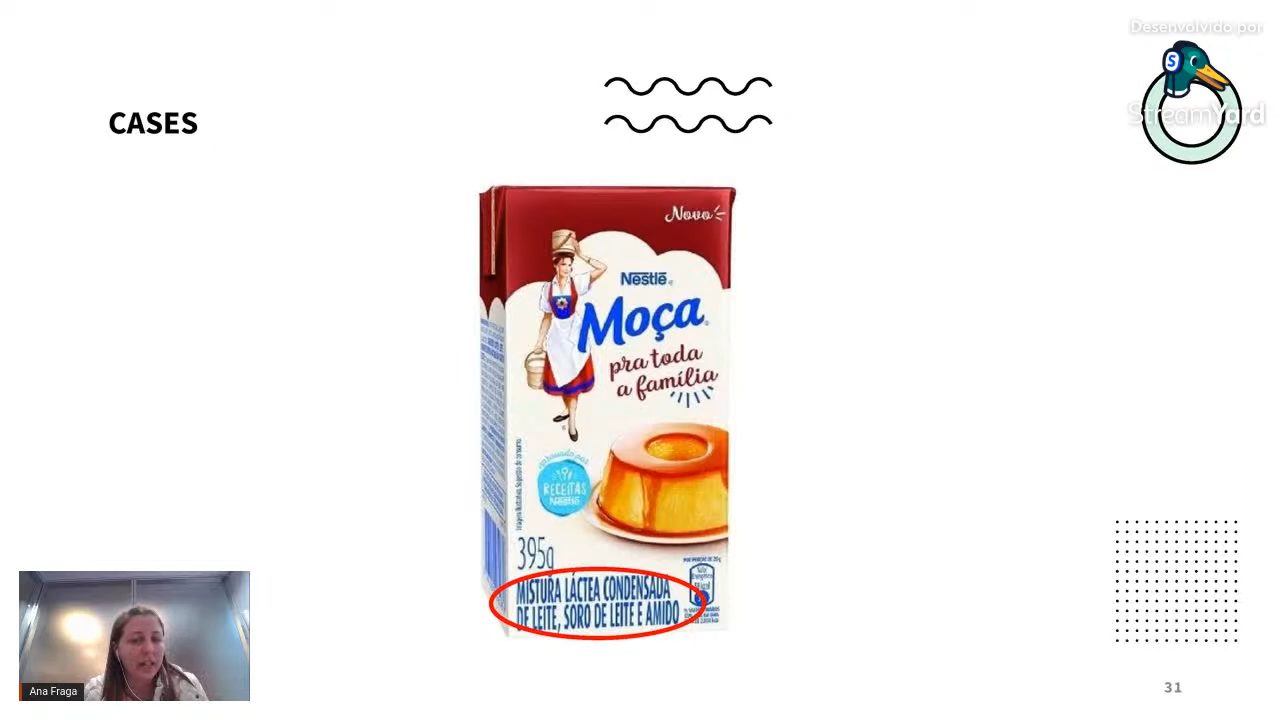 Desenvolvido por
S
StreamYard
CASES
Novo
Nestlé
Moça
pra toda
a família
RECEITAS
Nestlé
395g
MISTURA LÁCTEA CONDENSADA
DE LEITE, SORO DE LEITE E AMIDO
Ana Fraga
31